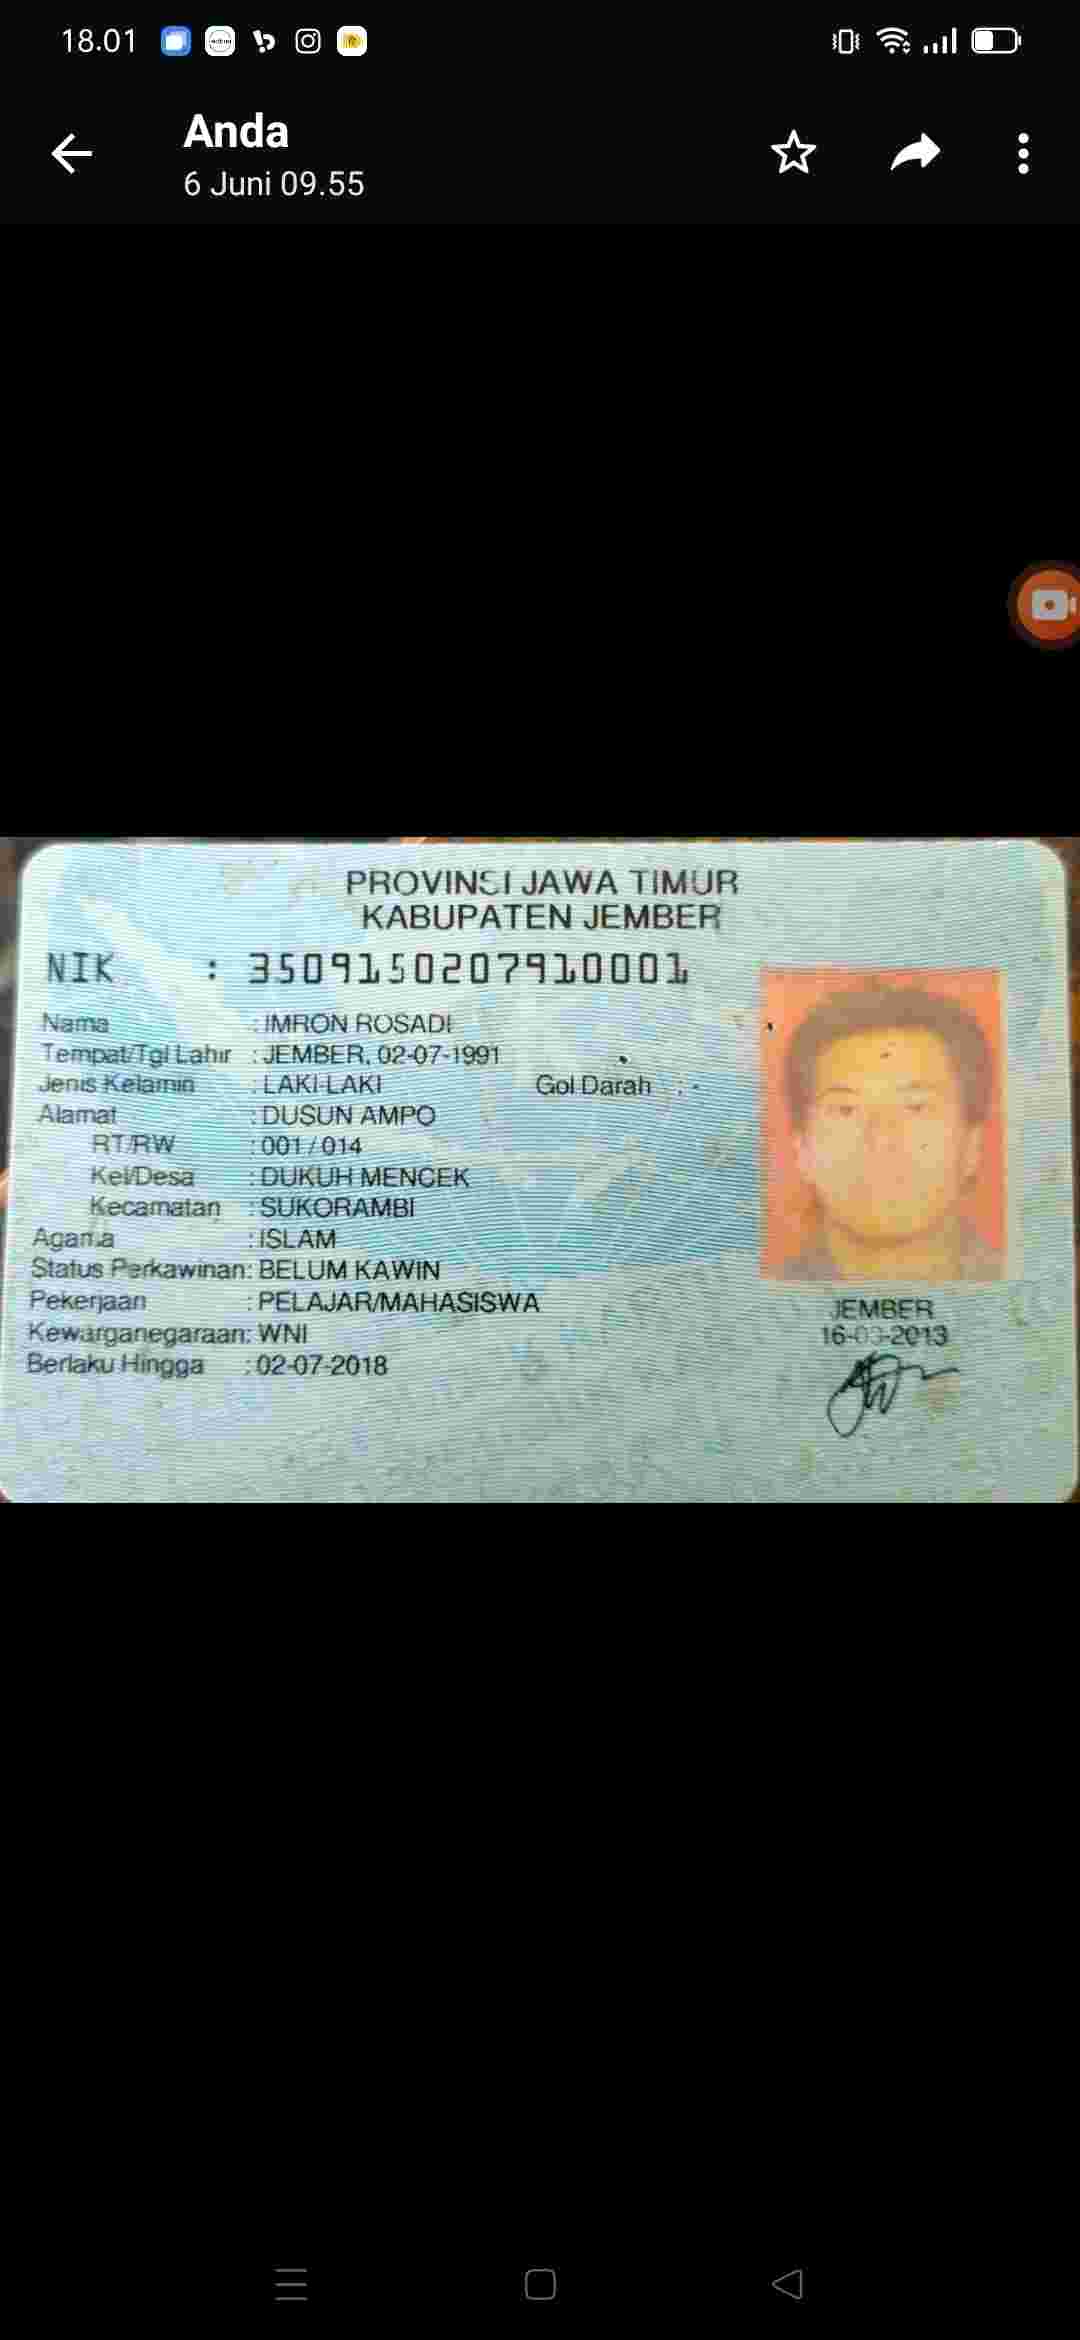 18.01
Anda
6 Juni 09.55
PROVINSI JAWA TIMUR
KABUPATEN JEMBER
NIK : 3509150207910001
Nama : IMRON ROSADI
Tempat/Tgl Lahir : JEMBER, 02-07-1991
Jenis Kelamin : LAKI-LAKI Gol Darah : -
Alamat : DUSUN AMPO
RT/RW : 001 / 014
Kel/Desa : DUKUH MENCEK
Kecamatan : SUKORAMBI
Agama : ISLAM
Status Perkawinan: BELUM KAWIN
Pekerjaan : PELAJAR/MAHASISWA
Kewarganegaraan: WNI
Berlaku Hingga : 02-07-2018
JEMBER